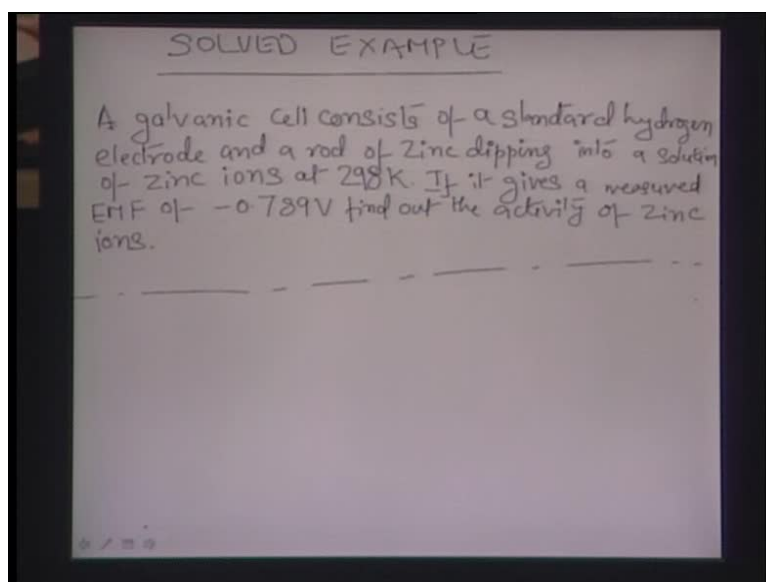 SOLVED EXAMPLE
A galvanic cell consists of a standard hydrogen
electrode and a rod of zinc dipping into a solution
of zinc ions at 298K. If it gives a measured
EMF of -0.789V find out the activity of zinc
ions.